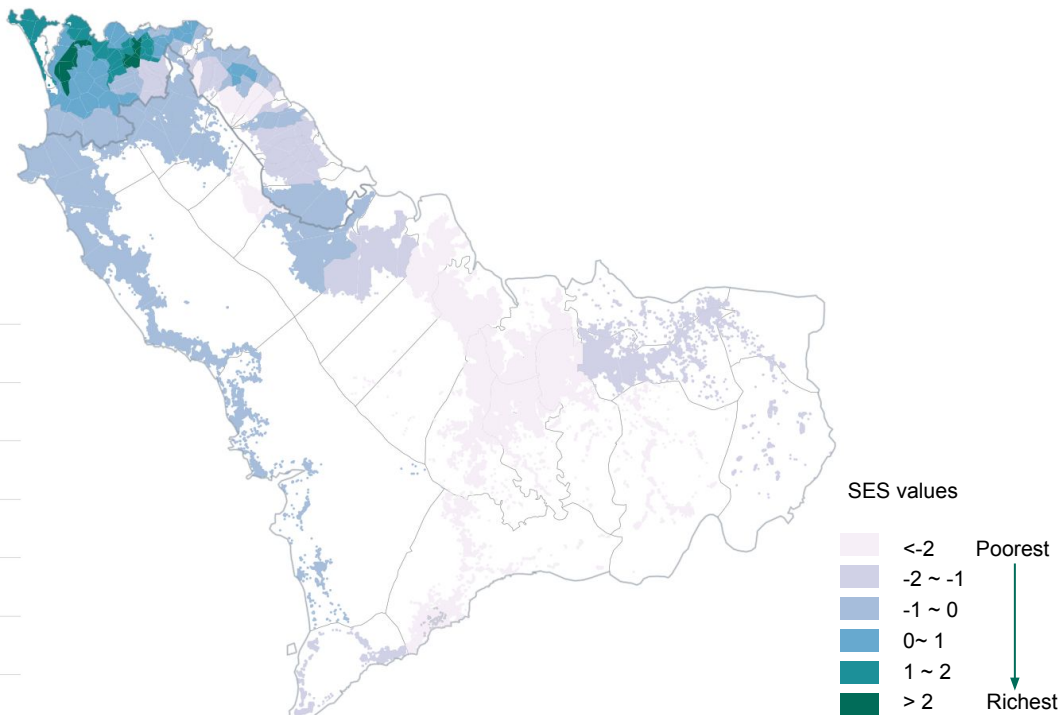 SES values
<-2 Poorest
-2 ~ -1
-1 ~ 0
0~ 1
1 ~ 2
> 2 Richest